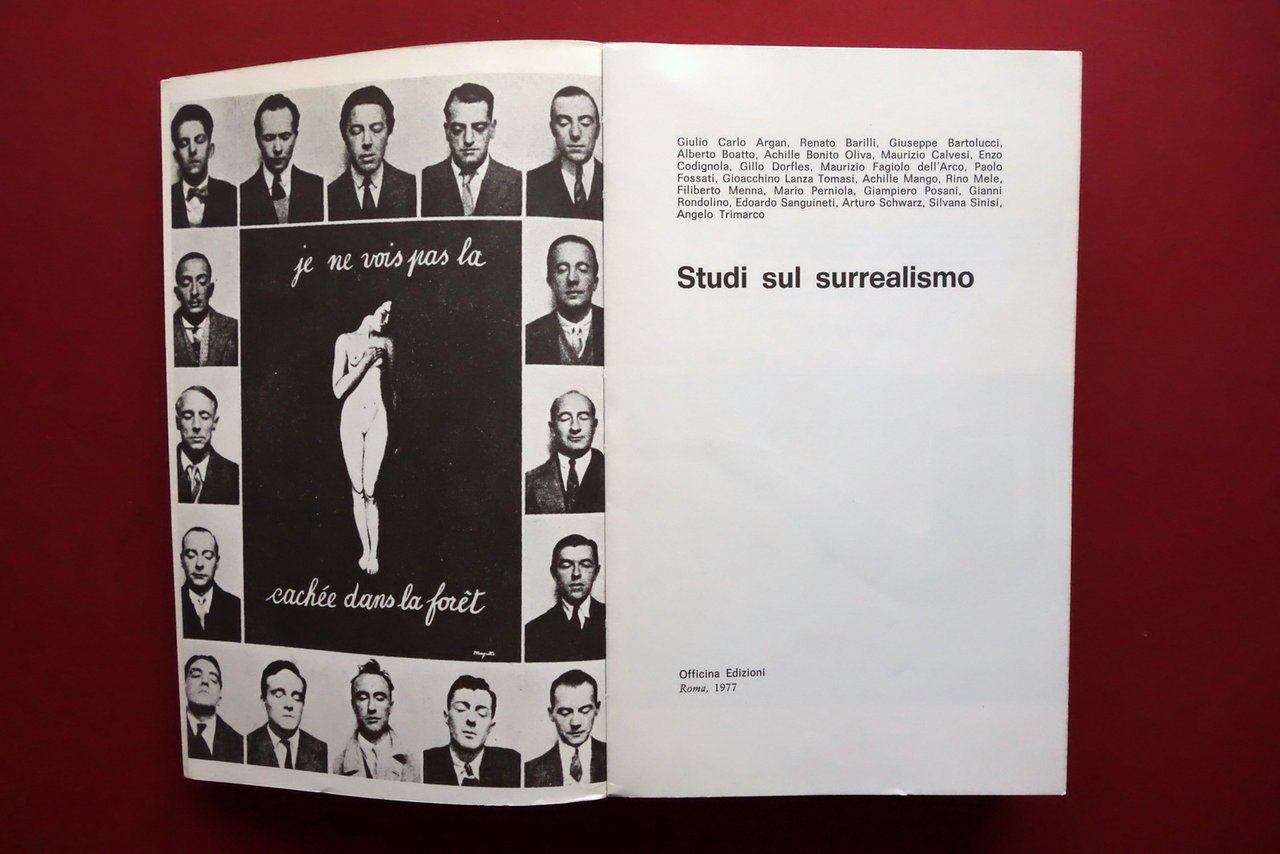 je ne vois pas la
cachée dans la forêt
Magritte
Giulio Carlo Argan, Renato Barilli, Giuseppe Bartolucci,
Alberto Boatto, Achille Bonito Oliva, Maurizio Calvesi, Enzo
Codignola, Gillo Dorfles, Maurizio Fagiolo dell'Arco, Paolo
Fossati, Gioacchino Lanza Tomasi, Achille Mango, Rino Mele,
Filiberto Menna, Mario Perniola, Giampiero Posani, Gianni
Rondolino, Edoardo Sanguineti, Arturo Schwarz, Silvana Sinisi,
Angelo Trimarco
Studi sul surrealismo
Officina Edizioni
Roma, 1977